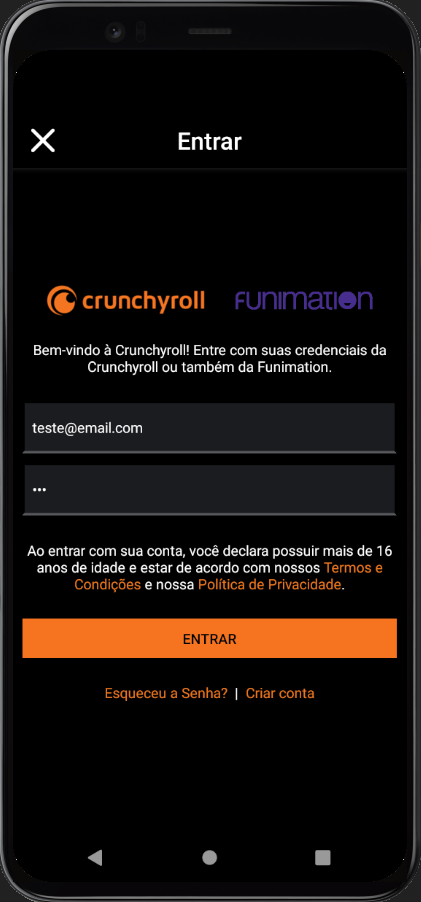 Entrar
crunchyroll FUNIMATION
Bem-vindo à Crunchyroll! Entre com suas credenciais da
Crunchyroll ou também da Funimation.
teste@email.com
•••
Ao entrar com sua conta, você declara possuir mais de 16
anos de idade e estar de acordo com nossos Termos e
Condições e nossa Política de Privacidade.
ENTRAR
Esqueceu a Senha? | Criar conta